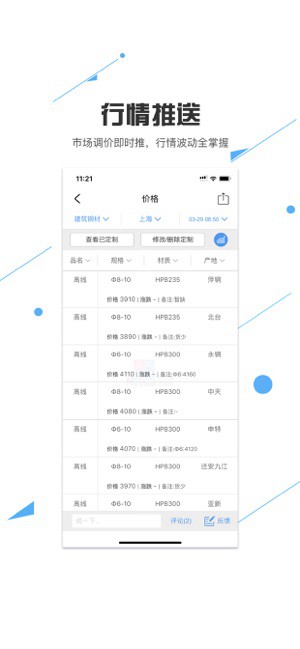 行情推送
市场调价即时推，行情波动全掌握
11:21
价格
建筑钢材 上海 03-29 08:50
查看已定制 修改/删除定制
品名 规格 材质 产地
高线 Φ8-10 HPB235 萍钢
价格 3910 | 涨跌 - | 备注:暂缺
高线 Φ8-10 HPB235 北台
价格 3890 | 涨跌 - | 备注:货少
高线 Φ6-10 HPB300 永钢
价格 4110 | 涨跌 - | 备注:Φ6:4160
高线 Φ8-10 HPB300 中天
价格 4080 | 涨跌 - | 备注:-
高线 Φ6-10 HPB300 申特
价格 4070 | 涨跌 - | 备注:Φ6:4120
高线 Φ8-10 HPB300 迁安九江
价格 3970 | 涨跌 - | 备注:货少
高线 Φ6-10 HPB300 亚新
说一下... 评论(2) 反馈